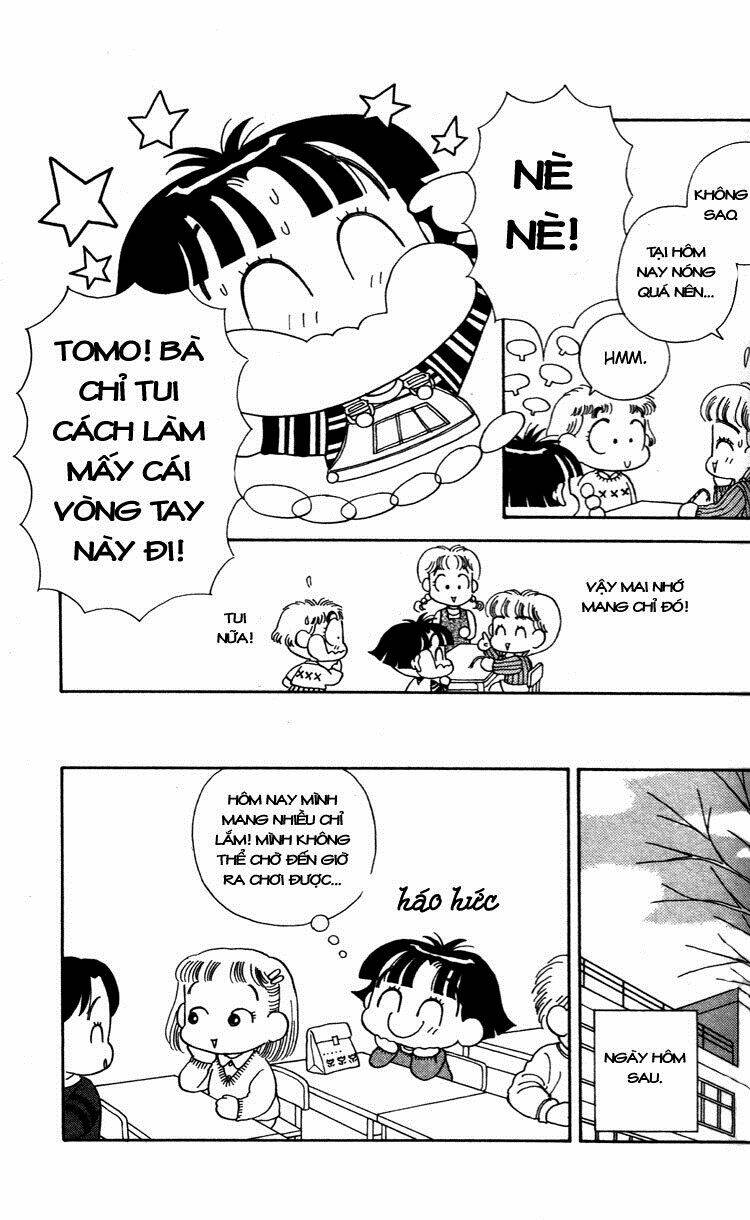 KHÔNG
SAO.
TẠI HÔM
NAY NÓNG
QUÁ NÊN...
HMM.
NÈ
NÈ!
TOMO! BÀ
CHỈ TUI
CÁCH LÀM
MẤY CÁI
VÒNG TAY
NÀY ĐI!
VẬY MAI NHỚ
MANG CHỈ ĐÓ!
TUI
NỮA!
NGÀY HÔM
SAU.
HÔM NAY MÌNH
MANG NHIỀU CHỈ
LẮM! MÌNH KHÔNG
THỂ CHỜ ĐẾN GIỜ
RA CHƠI ĐƯỢC...
háo hức